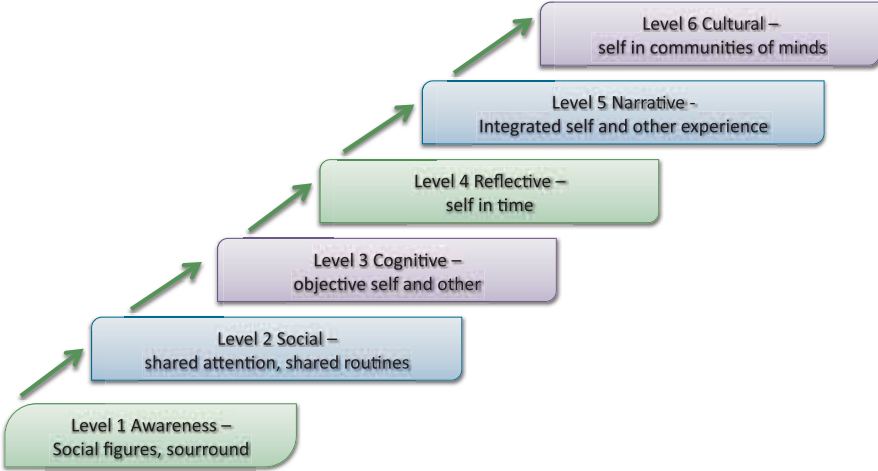 Level 6 Cultural –
self in communities of minds
Level 5 Narrative -
Integrated self and other experience
Level 4 Reflective –
self in time
Level 3 Cognitive –
objective self and other
Level 2 Social –
shared attention, shared routines
Level 1 Awareness –
Social figures, sourround